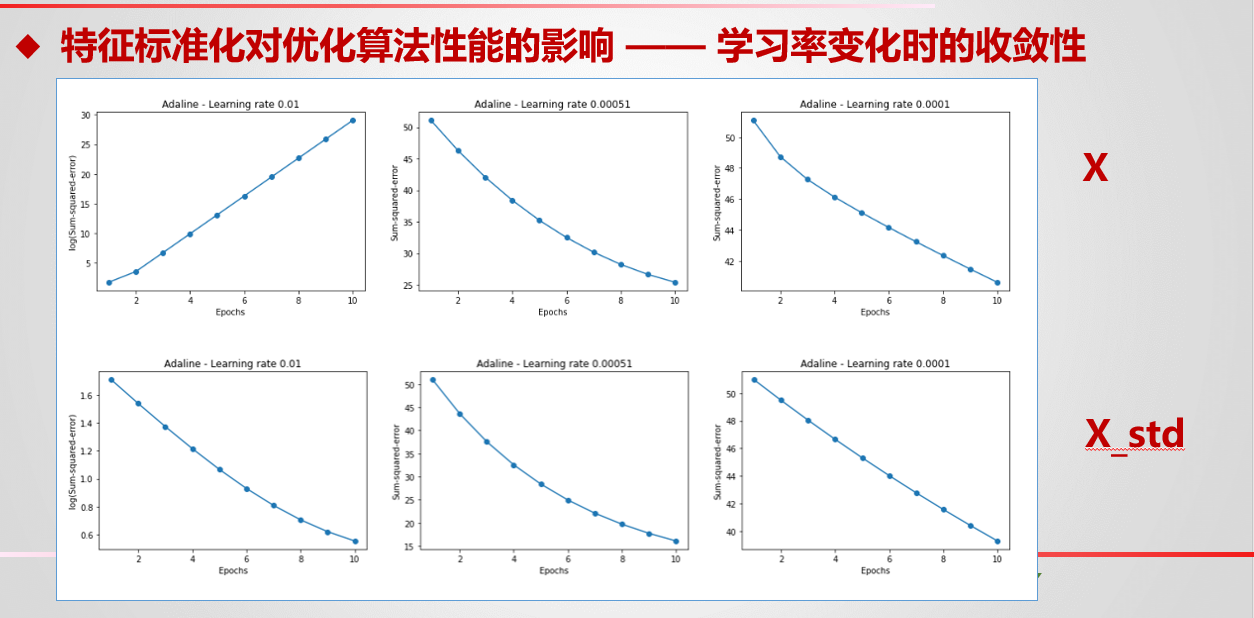 ◆ 特征标准化对优化算法性能的影响 —— 学习率变化时的收敛性
Adaline - Learning rate 0.01
log(Sum-squared-error)
30
25
20
15
10
5
2 4 6 8 10
Epochs
Adaline - Learning rate 0.00051
Sum-squared-error
50
45
40
35
30
25
2 4 6 8 10
Epochs
Adaline - Learning rate 0.0001
Sum-squared-error
50
48
46
44
42
2 4 6 8 10
Epochs
X
Adaline - Learning rate 0.01
log(Sum-squared-error)
1.6
1.4
1.2
1.0
0.8
0.6
2 4 6 8 10
Epochs
Adaline - Learning rate 0.00051
Sum-squared-error
50
45
40
35
30
25
20
15
2 4 6 8 10
Epochs
Adaline - Learning rate 0.0001
Sum-squared-error
50
48
46
44
42
40
2 4 6 8 10
Epochs
X_std